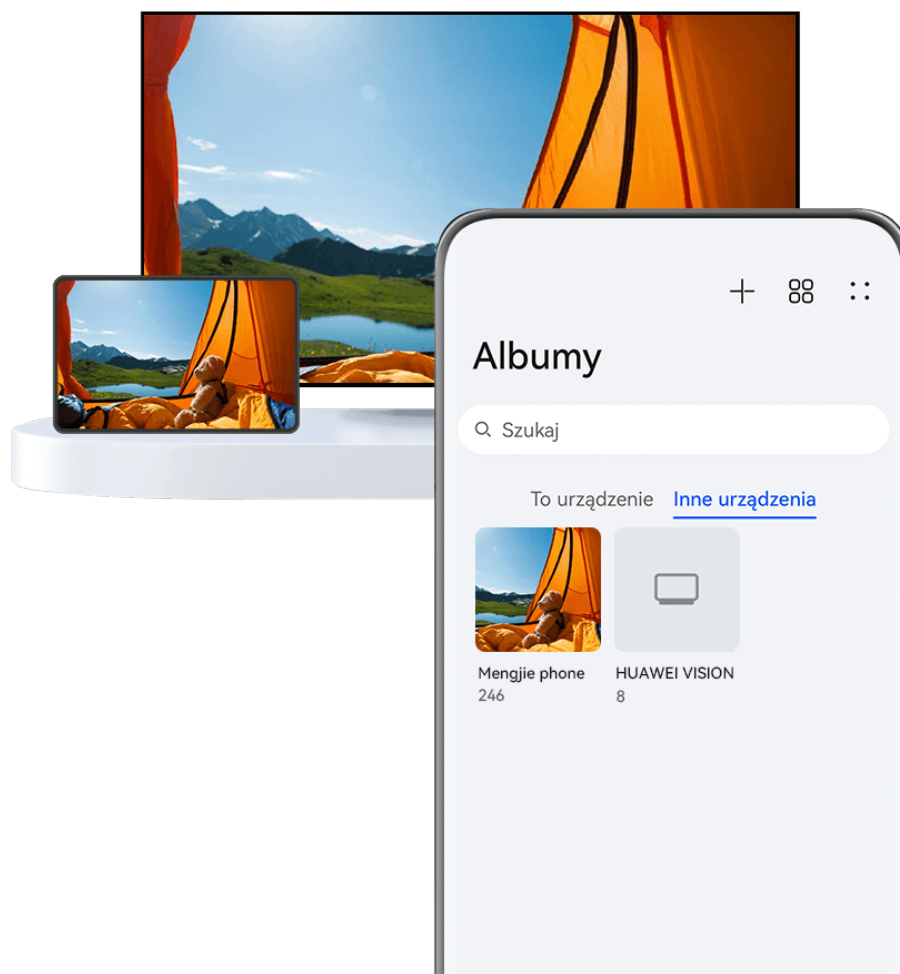 Albumy
Szukaj
To urządzenie Inne urządzenia
Mengjie phone HUAWEI VISION
246 8